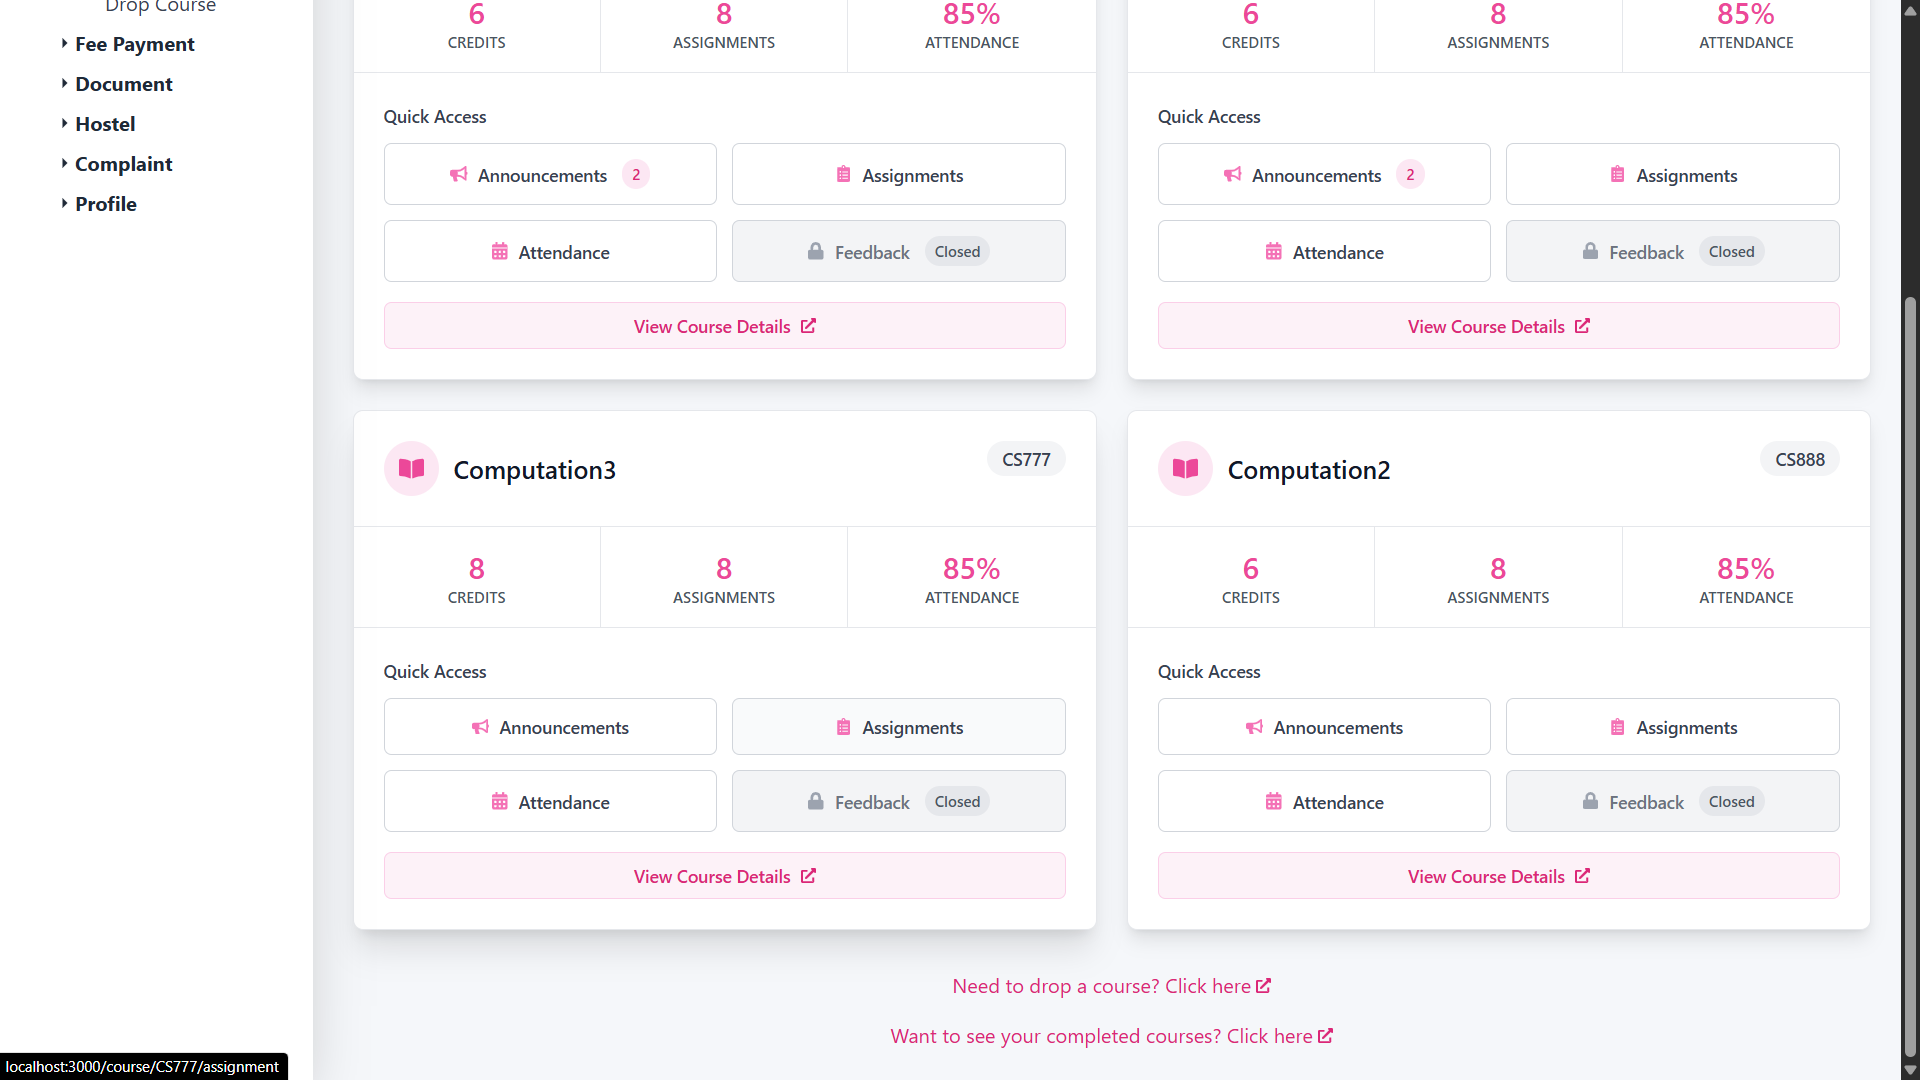 Drop Course
Fee Payment
Document
Hostel
Complaint
Profile
6 8 85% 6 8 85%
CREDITS ASSIGNMENTS ATTENDANCE CREDITS ASSIGNMENTS ATTENDANCE
Quick Access Quick Access
Announcements 2 Assignments Announcements 2 Assignments
Attendance Feedback Closed Attendance Feedback Closed
View Course Details View Course Details
Computation3 CS777 Computation2 CS888
8 8 85% 6 8 85%
CREDITS ASSIGNMENTS ATTENDANCE CREDITS ASSIGNMENTS ATTENDANCE
Quick Access Quick Access
Announcements Assignments Announcements Assignments
Attendance Feedback Closed Attendance Feedback Closed
View Course Details View Course Details
Need to drop a course? Click here
Want to see your completed courses? Click here
localhost:3000/course/CS777/assignment